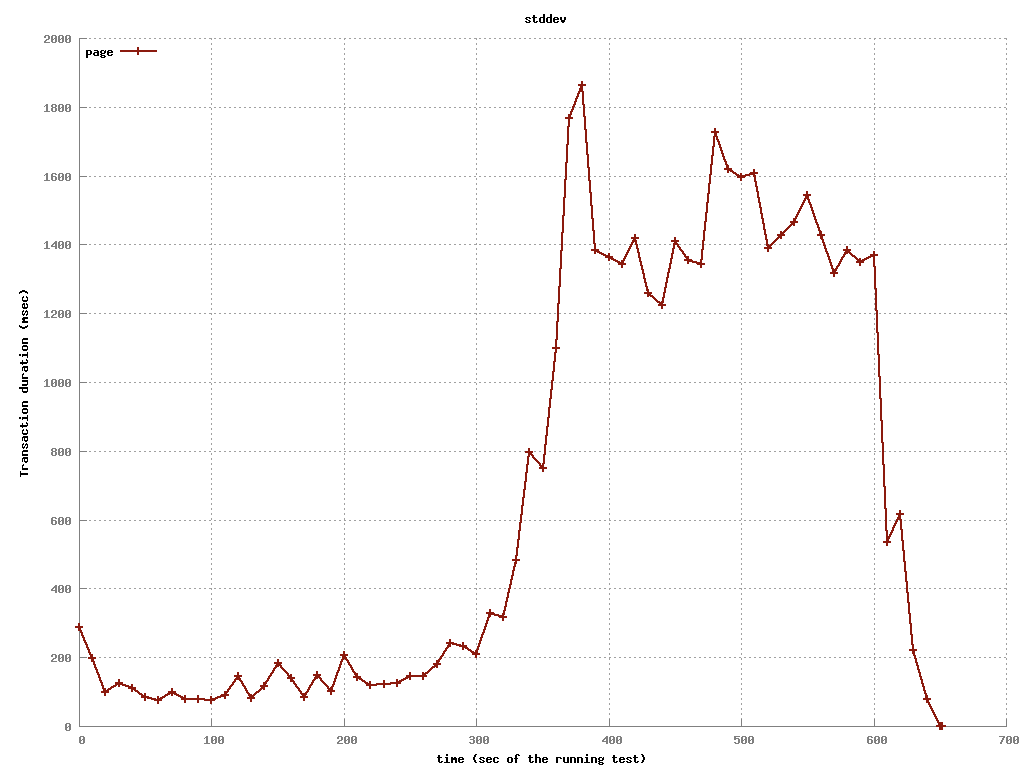 stddev
page
2000
1800
1600
1400
1200
1000
800
600
400
200
0
Transaction duration (msec)
0 100 200 300 400 500 600 700
time (sec of the running test)